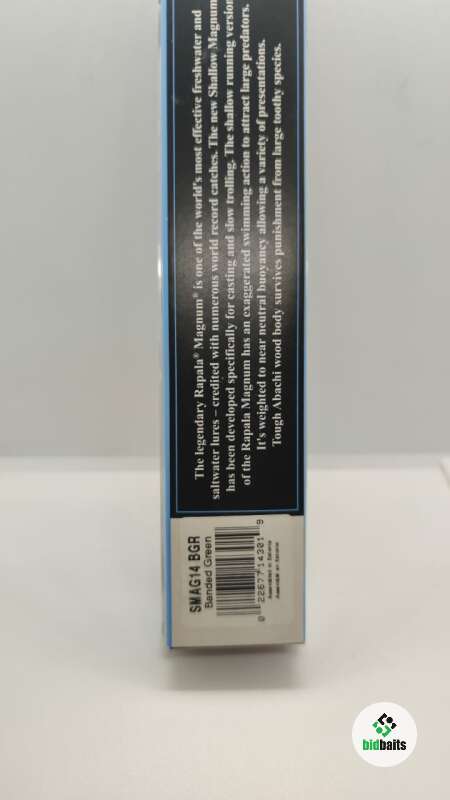 The legendary Rapala® Magnum® is one of the world's most effective freshwater and
saltwater lures – credited with numerous world record catches. The new Shallow Magnum
has been developed specifically for casting and slow trolling. The shallow running version
of the Rapala Magnum has an exaggerated swimming action to attract large predators.
It's weighted to near neutral buoyancy allowing a variety of presentations.
Tough Abachi wood body survives punishment from large toothy species.
SMAG14 BGR
Banded Green
0 22677 14301 9
bidbaits